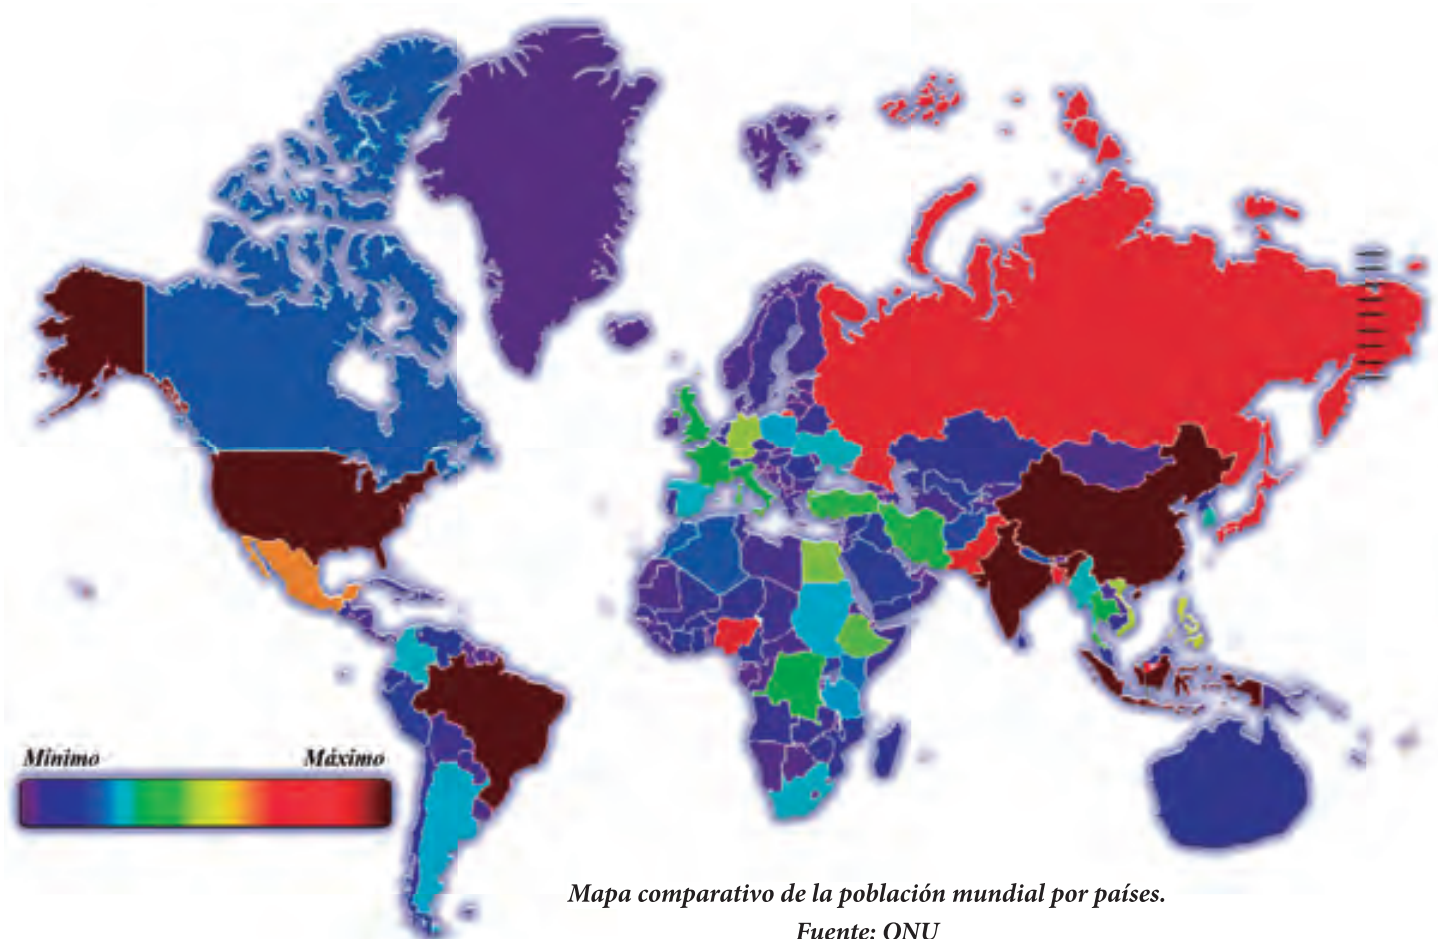 Mínimo Máximo
Mapa comparativo de la población mundial por países.
Fuente: ONU